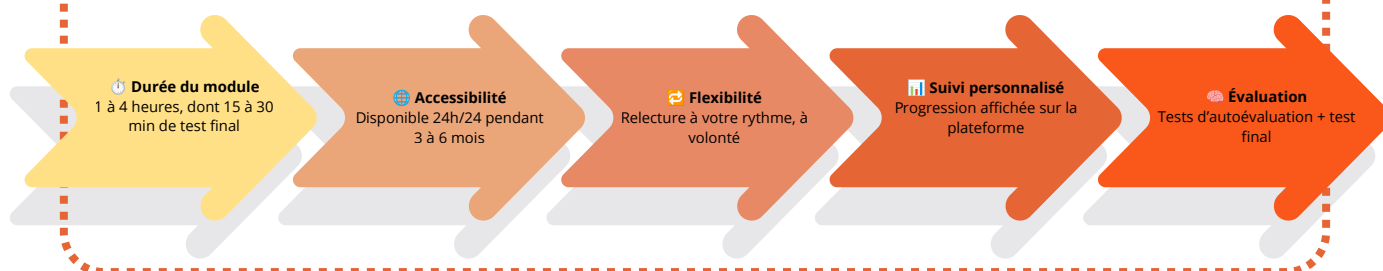 ⏱️ Durée du module
1 à 4 heures, dont 15 à 30
min de test final
🌐 Accessibilité
Disponible 24h/24 pendant
3 à 6 mois
🔁 Flexibilité
Relecture à votre rythme, à
volonté
📊 Suivi personnalisé
Progression affichée sur la
plateforme
🧠 Évaluation
Tests d’autoévaluation + test
final